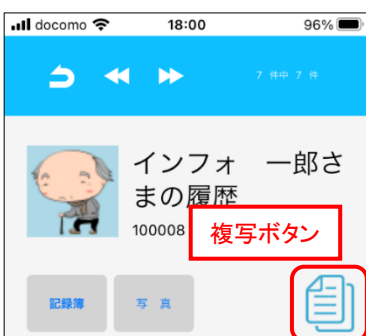 docomo 18:00 96%
7 件中 7 件
インフォ　一郎さ
まの履歴
100008
複写ボタン
記録簿 写 真